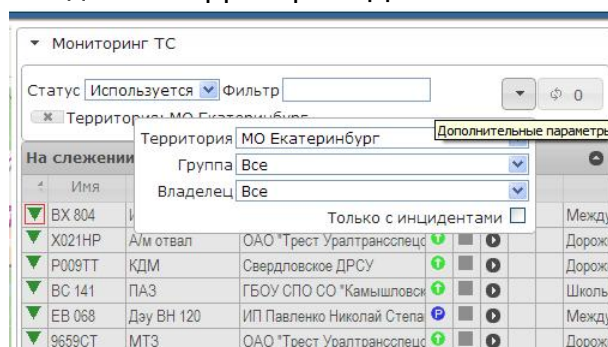 Мониторинг ТС
Статус Используется Фильтр
0
Территория: МО Екатеринбург
Дополнительные параметры
Территория МО Екатеринбург
Группа Все
Владелец Все
Только с инцидентами
На слежении
Имя
ВХ 804 Между
Х021НР А/м отвал ОАО "Трест Уралтрансспецс Дорож
Р009ТТ КДМ Свердловское ДРСУ Дорож
ВС 141 ПАЗ ГБОУ СПО СО "Камышловск Школь
ЕВ 068 Дэу ВН 120 ИП Павленко Николай Степа Между
9659СТ МТЗ ОАО "Трест Уралтрансспецс Дорож